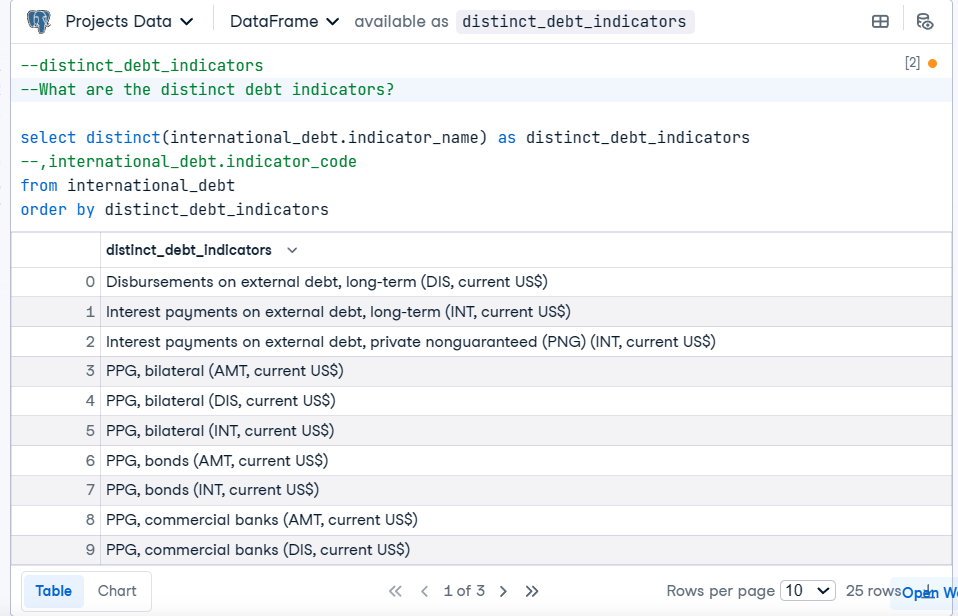 Projects Data DataFrame available as distinct_debt_indicators
--distinct_debt_indicators [2]
--What are the distinct debt indicators?
select distinct(international_debt.indicator_name) as distinct_debt_indicators
--,international_debt.indicator_code
from international_debt
order by distinct_debt_indicators
distinct_debt_indicators
0 Disbursements on external debt, long-term (DIS, current US$)
1 Interest payments on external debt, long-term (INT, current US$)
2 Interest payments on external debt, private nonguaranteed (PNG) (INT, current US$)
3 PPG, bilateral (AMT, current US$)
4 PPG, bilateral (DIS, current US$)
5 PPG, bilateral (INT, current US$)
6 PPG, bonds (AMT, current US$)
7 PPG, bonds (INT, current US$)
8 PPG, commercial banks (AMT, current US$)
9 PPG, commercial banks (DIS, current US$)
Table Chart 1 of 3 Rows per page 10 25 rows Open